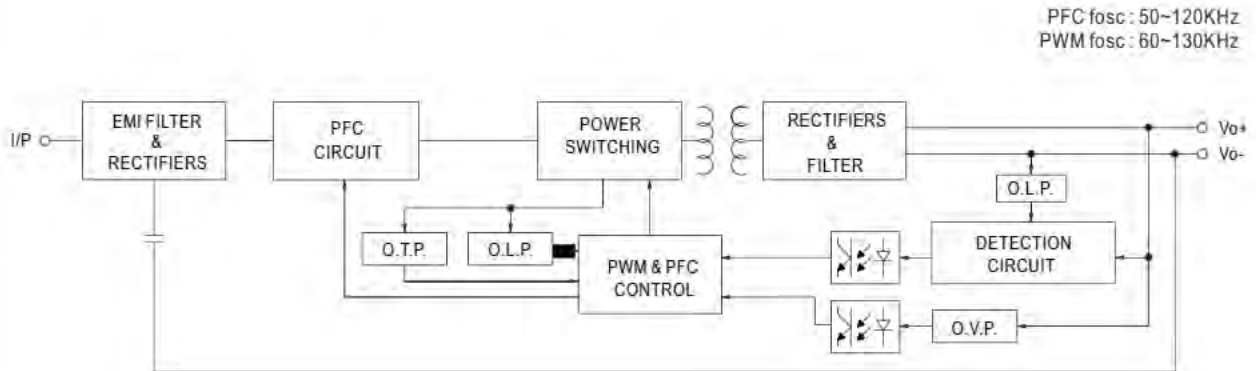 PFC fosc : 50~120KHz
PWM fosc : 60~130KHz
I/P
EMI FILTER
&
RECTIFIERS
PFC
CIRCUIT
POWER
SWITCHING
RECTIFIERS
&
FILTER
Vo+
Vo-
O.L.P.
O.T.P.
O.L.P.
PWM & PFC
CONTROL
DETECTION
CIRCUIT
O.V.P.